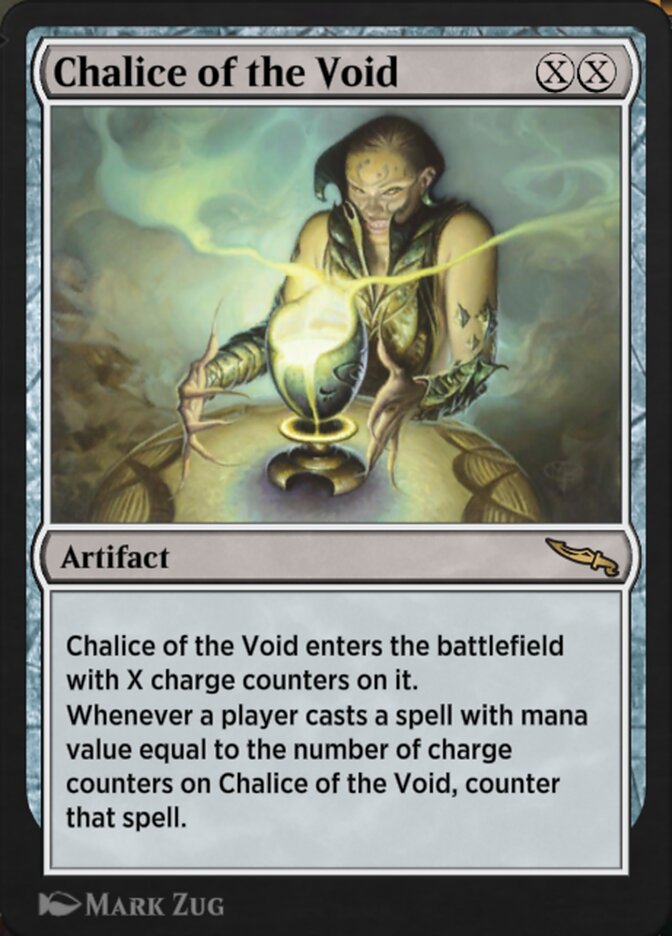 Chalice of the Void XX
Artifact
Chalice of the Void enters the battlefield
with X charge counters on it.
Whenever a player casts a spell with mana
value equal to the number of charge
counters on Chalice of the Void, counter
that spell.
Mark Zug